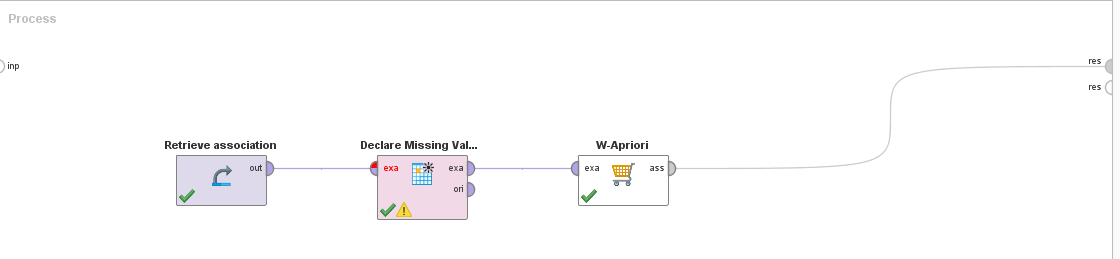 Process
inp
res
res
Retrieve association
out
Declare Missing Val...
exa
exa
ori
W-Apriori
exa
ass